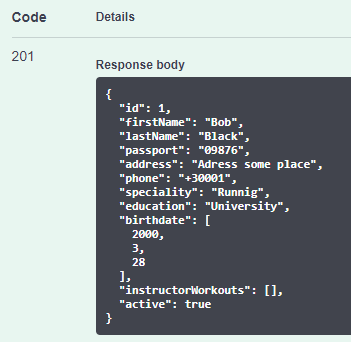 Code Details
201
Response body
{
"id": 1,
"firstName": "Bob",
"lastName": "Black",
"passport": "09876",
"address": "Adress some place",
"phone": "+30001",
"speciality": "Runnig",
"education": "University",
"birthdate": [
2000,
3,
28
],
"instructorWorkouts": [],
"active": true
}